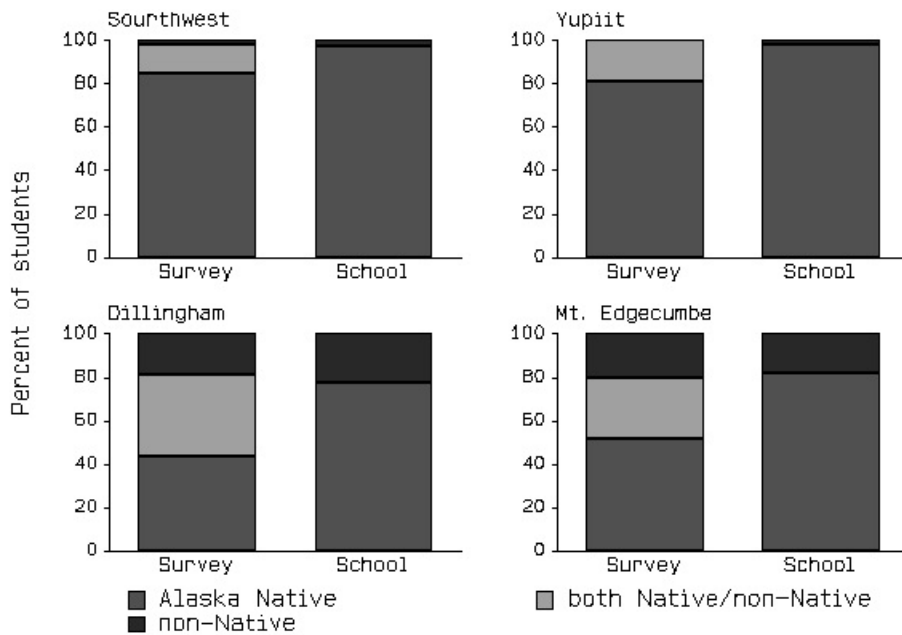 Sourthwest
100
80
60
40
20
0
Survey School
Yupiit
100
80
60
40
20
0
Survey School
Percent of students
Dillingham
100
80
60
40
20
0
Survey School
Mt. Edgecumbe
100
80
60
40
20
0
Survey School
Alaska Native
both Native/non-Native
non-Native